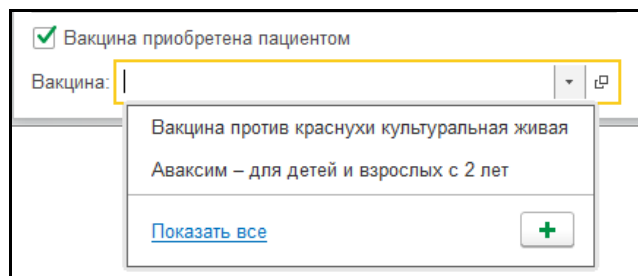 Вакцина приобретена пациентом
Вакцина:
Вакцина против краснухи культуральная живая
Аваксим – для детей и взрослых с 2 лет
Показать все